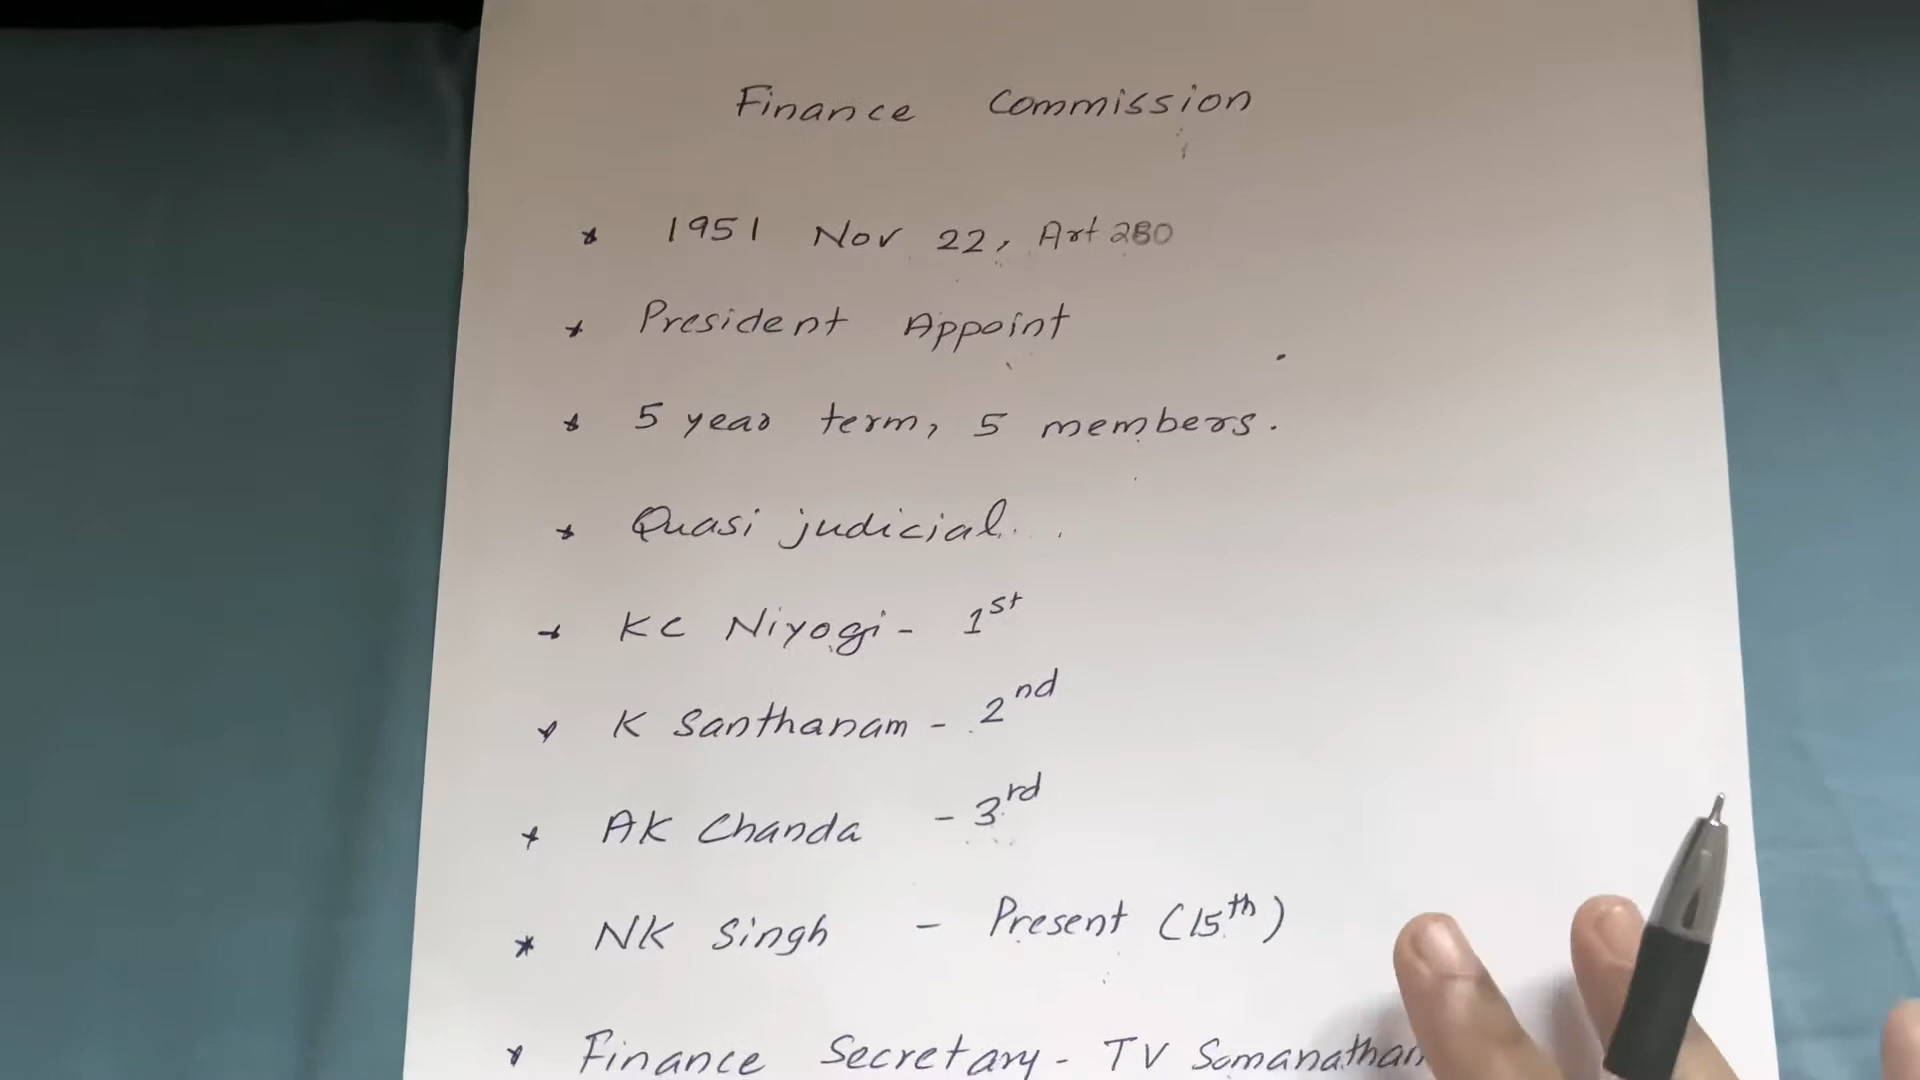 Finance Commission
* 1951 Nov 22, Art 280
* President Appoint
* 5 year term, 5 members.
* Quasi judicial.
* KC Niyogi - 1st
* K Santhanam - 2nd
* AK Chanda - 3rd
* NK Singh - Present (15th)
* Finance Secretary - TV Somanathan